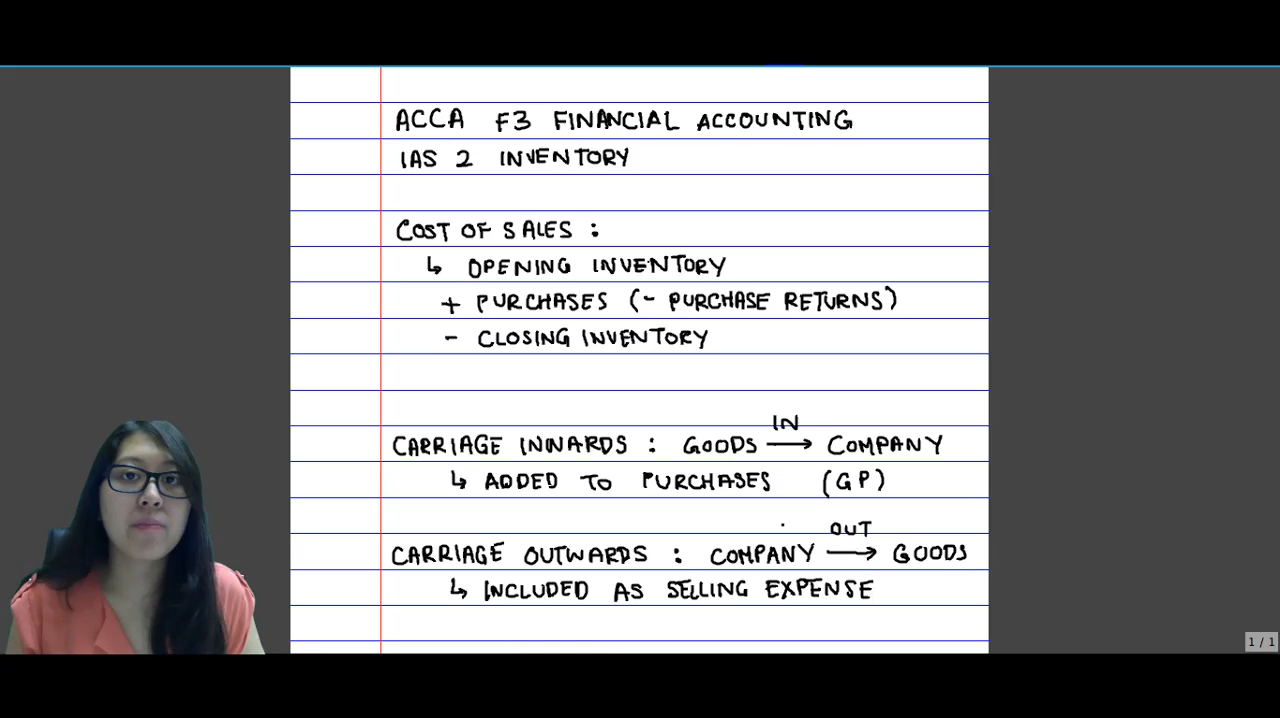 ACCA F3 FINANCIAL ACCOUNTING
IAS 2 INVENTORY
COST OF SALES :
↳ OPENING INVENTORY
+ PURCHASES (- PURCHASE RETURNS)
- CLOSING INVENTORY
IN
CARRIAGE INWARDS : GOODS → COMPANY
↳ ADDED TO PURCHASES (GP)
OUT
CARRIAGE OUTWARDS : COMPANY → GOODS
↳ INCLUDED AS SELLING EXPENSE
1 / 1